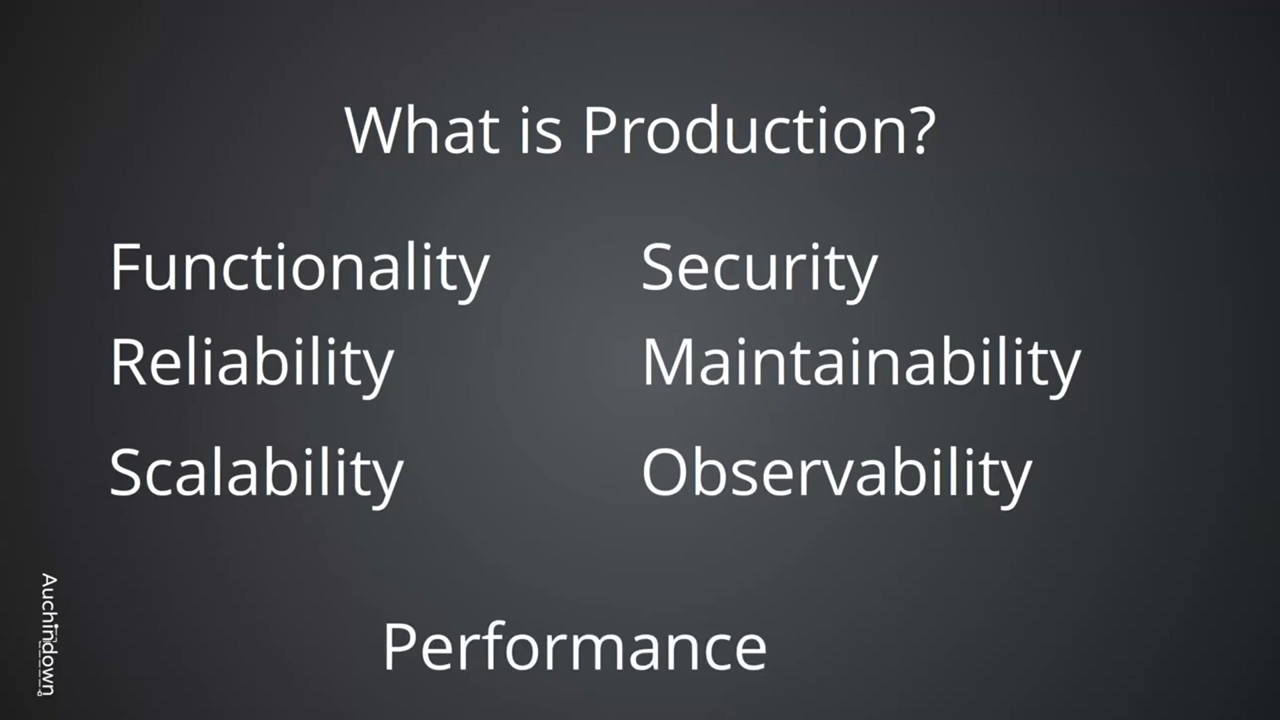 What is Production?
Functionality
Reliability
Scalability
Security
Maintainability
Observability
Performance
Auchindown